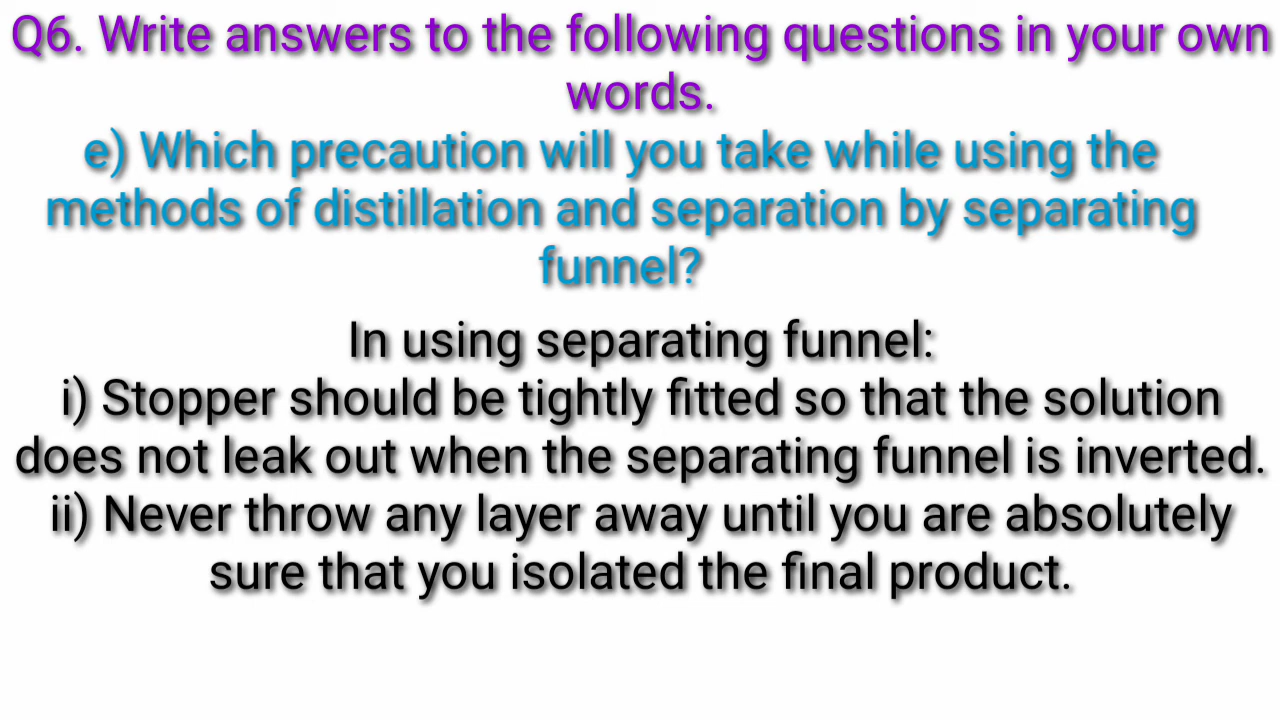 Q6. Write answers to the following questions in your own
words.
e) Which precaution will you take while using the
methods of distillation and separation by separating
funnel?
In using separating funnel:
i) Stopper should be tightly fitted so that the solution
does not leak out when the separating funnel is inverted.
ii) Never throw any layer away until you are absolutely
sure that you isolated the final product.